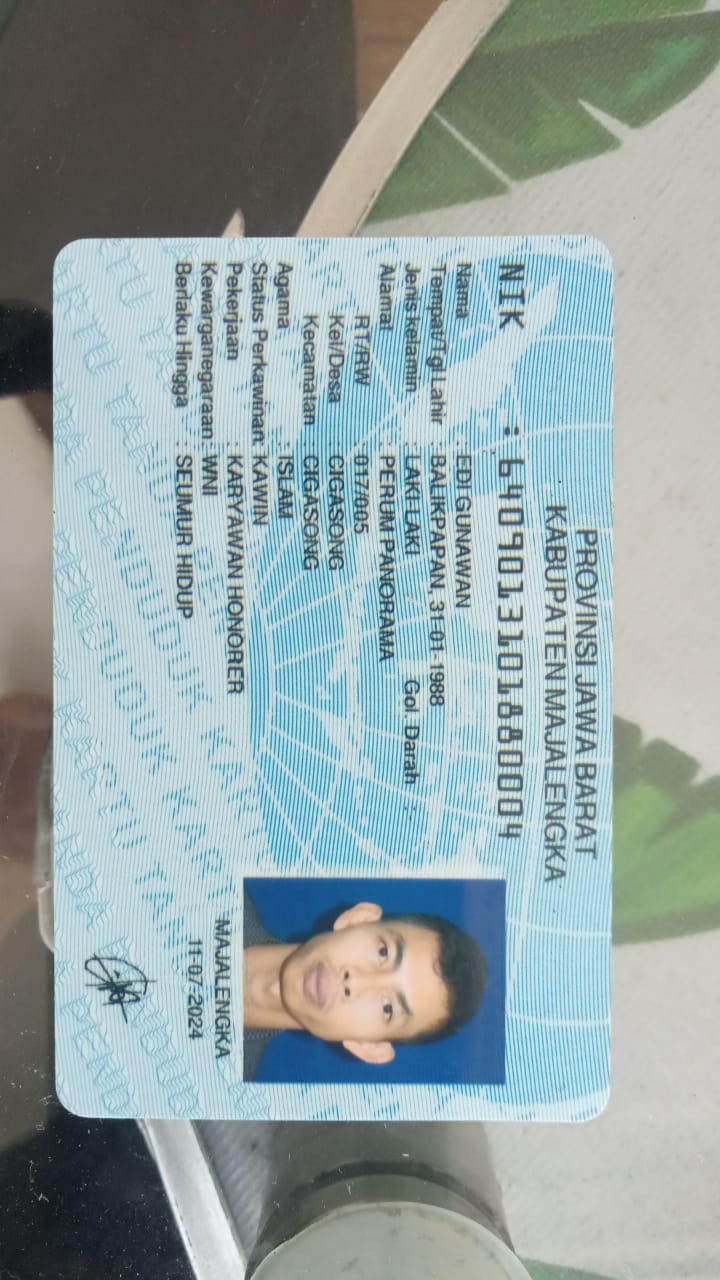 PROVINSI JAWA BARAT
KABUPATEN MAJALENGKA
NIK : 6409013101880004
Nama : EDI GUNAWAN
Tempat/Tgl Lahir : BALIKPAPAN, 31-01-1988
Jenis kelamin : LAKI-LAKI Gol. Darah :
Alamat : PERUM PANORAMA
RT/RW : 017/005
Kel/Desa : CIGASONG
Kecamatan : CIGASONG
Agama : ISLAM
Status Perkawinan: KAWIN
Pekerjaan : KARYAWAN HONORER
Kewarganegaraan : WNI
Berlaku Hingga : SEUMUR HIDUP
MAJALENGKA
11-07-2024